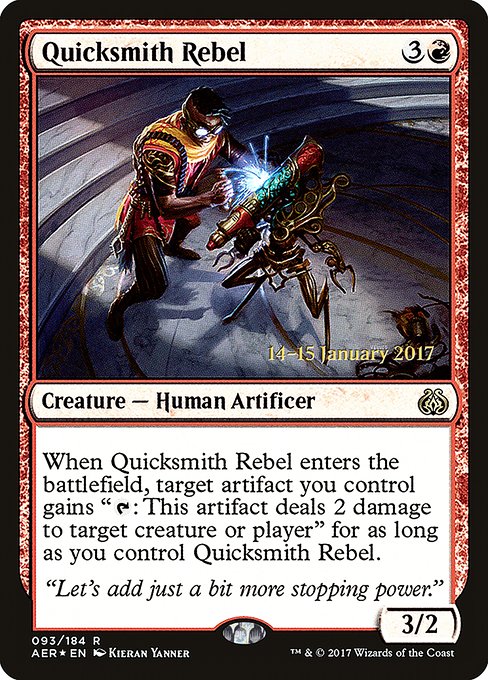 Quicksmith Rebel 3
14–15 January 2017
Creature — Human Artificer
When Quicksmith Rebel enters the
battlefield, target artifact you control
gains “: This artifact deals 2 damage
to target creature or player” for as long
as you control Quicksmith Rebel.
“Let’s add just a bit more stopping power.”
3/2
093/184 R
AER★EN Kieran Yanner
™ & © 2017 Wizards of the Coast